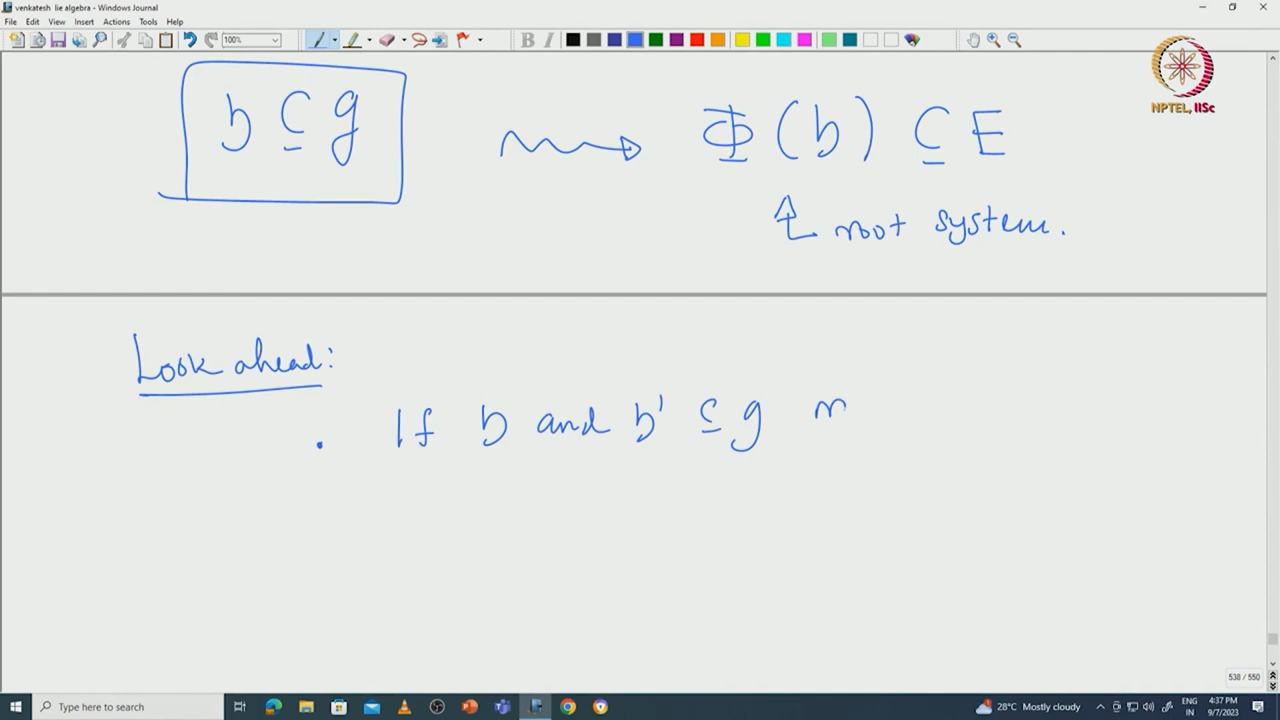 venkatesh lie algebra - Windows Journal
File Edit View Insert Actions Tools Help
100%
B I
NPTEL, IISc
h ⊆ g ⇝ Φ(h) ⊆ E
root system.
Look ahead:
. If h and h' ⊆ g m
538 / 550
Type here to search
28°C Mostly cloudy
ENG
IN
4:37 PM
9/7/2023